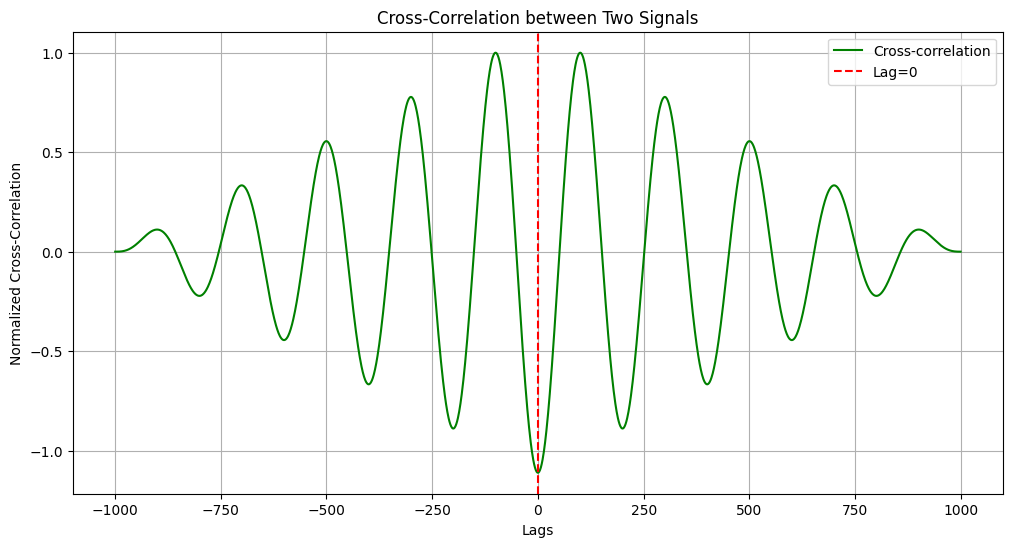 Cross-Correlation between Two Signals
Cross-correlation
Lag=0
Normalized Cross-Correlation
1.0
0.5
0.0
−0.5
−1.0
−1000
−750
−500
−250
0
250
500
750
1000
Lags